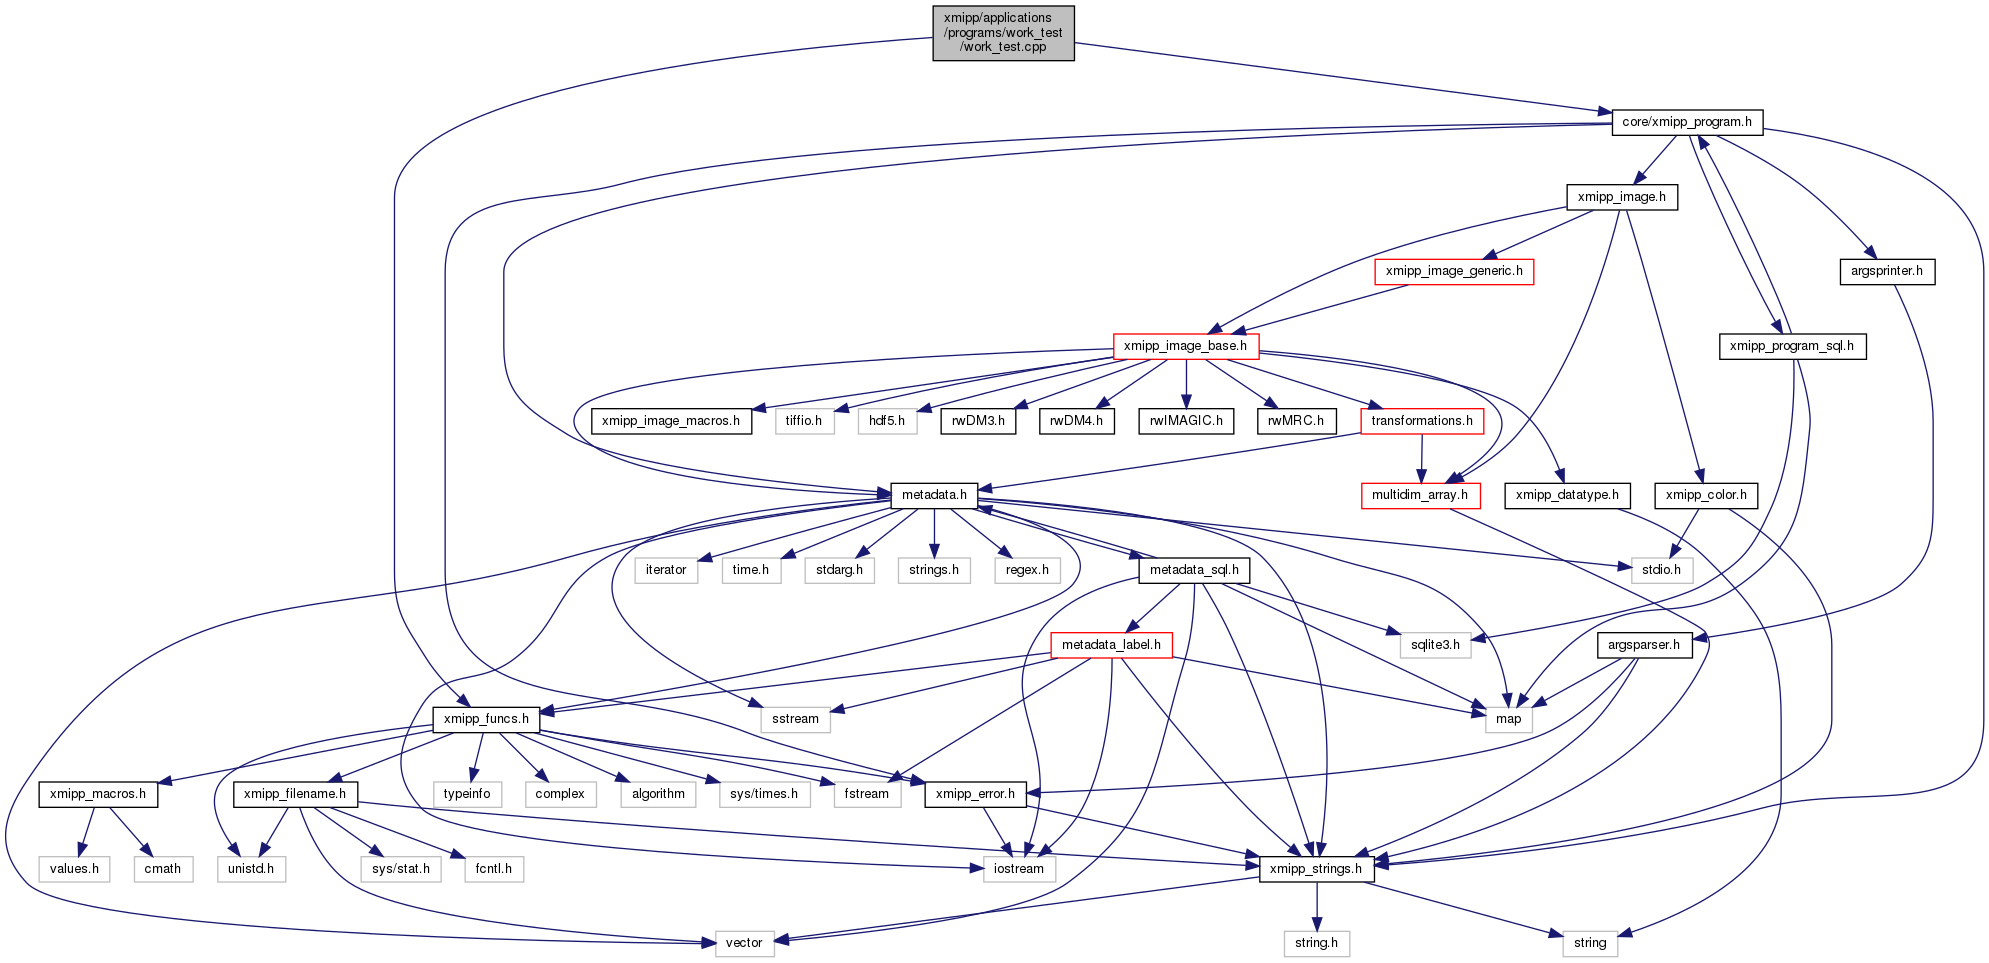 xmipp/applications
/programs/work_test
/work_test.cpp
core/xmipp_program.h
xmipp_image.h
xmipp_image_generic.h
argsprinter.h
xmipp_image_base.h
xmipp_program_sql.h
xmipp_image_macros.h
tiffio.h
hdf5.h
rwDM3.h
rwDM4.h
rwIMAGIC.h
rwMRC.h
transformations.h
metadata.h
multidim_array.h
xmipp_datatype.h
xmipp_color.h
iterator
time.h
stdarg.h
strings.h
regex.h
metadata_sql.h
stdio.h
metadata_label.h
sqlite3.h
argsparser.h
xmipp_funcs.h
sstream
map
xmipp_macros.h
xmipp_filename.h
typeinfo
complex
algorithm
sys/times.h
fstream
xmipp_error.h
values.h
cmath
unistd.h
sys/stat.h
fcntl.h
iostream
xmipp_strings.h
vector
string.h
string